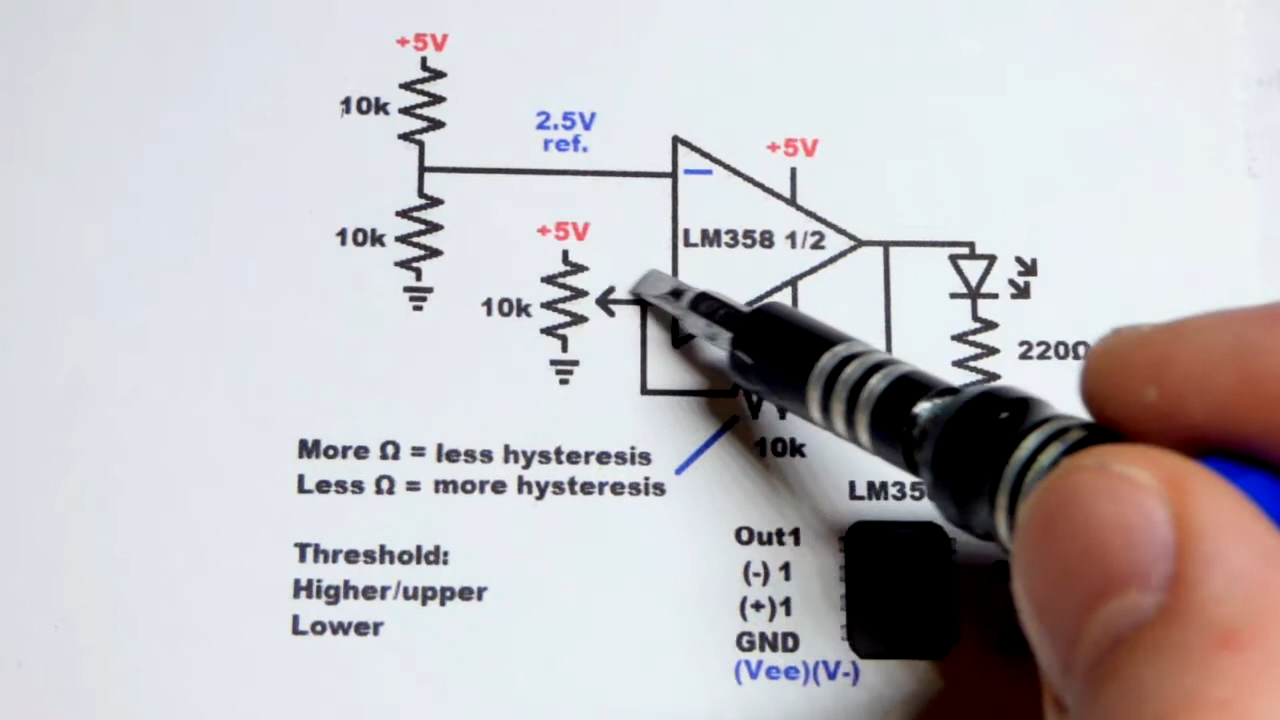 +5V
10k
2.5V
ref.
+5V
10k
+5V
LM358 1/2
10k
220Ω
10k
More Ω = less hysteresis
Less Ω = more hysteresis
Threshold:
Higher/upper
Lower
Out1
(-) 1
(+)1
GND
(Vee)(V-)